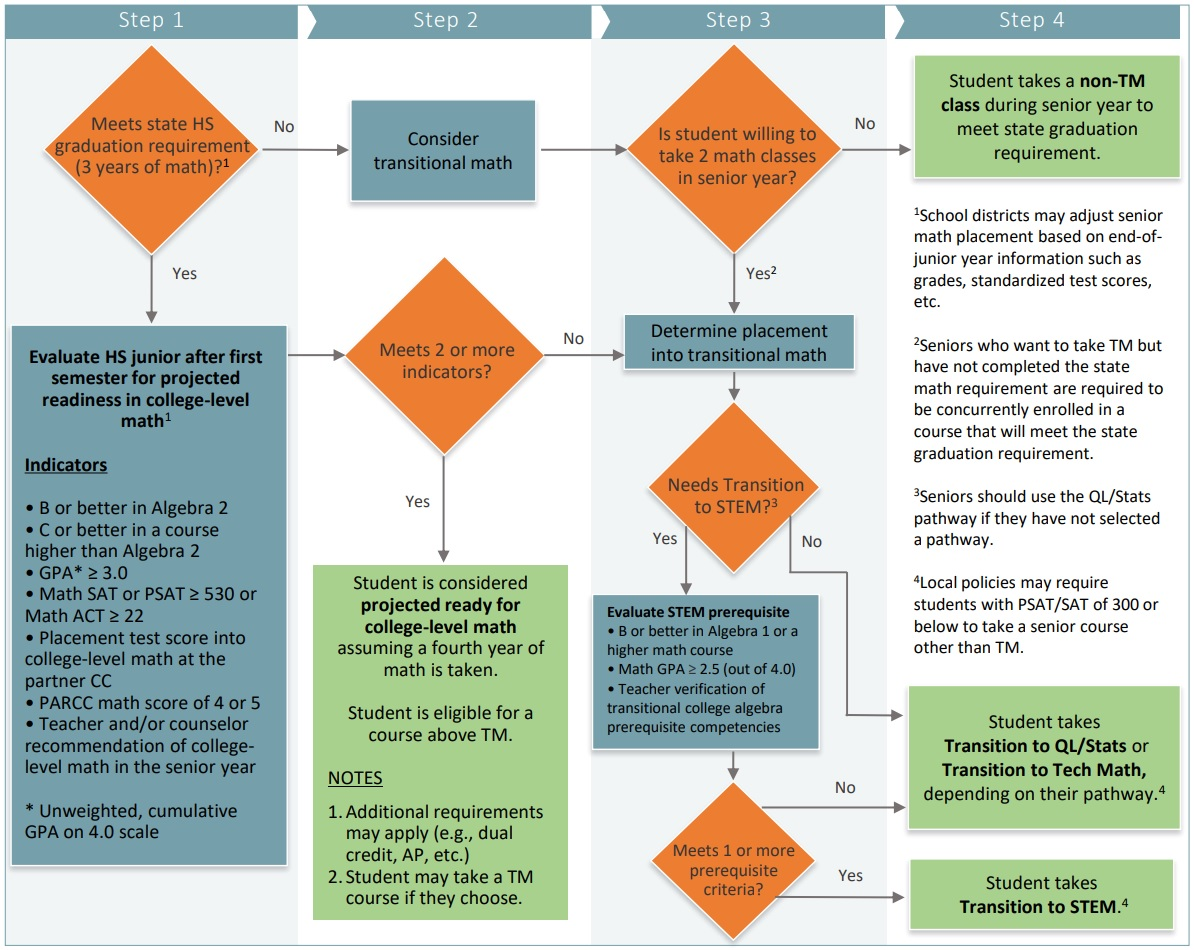 Step 1
Step 2
Step 3
Step 4
Meets state HS
graduation requirement
(3 years of math)?¹
No
Yes
Evaluate HS junior after first
semester for projected
readiness in college-level
math¹
Indicators
• B or better in Algebra 2
• C or better in a course
higher than Algebra 2
• GPA* ≥ 3.0
• Math SAT or PSAT ≥ 530 or
Math ACT ≥ 22
• Placement test score into
college-level math at the
partner CC
• PARCC math score of 4 or 5
• Teacher and/or counselor
recommendation of college-
level math in the senior year
* Unweighted, cumulative
GPA on 4.0 scale
Consider
transitional math
Meets 2 or more
indicators?
No
Yes
Student is considered
projected ready for
college-level math
assuming a fourth year of
math is taken.
Student is eligible for a
course above TM.
NOTES
1. Additional requirements
may apply (e.g., dual
credit, AP, etc.)
2. Student may take a TM
course if they choose.
Is student willing to
take 2 math classes
in senior year?
No
Yes²
Determine placement
into transitional math
Needs Transition
to STEM?³
Yes
No
Evaluate STEM prerequisite
• B or better in Algebra 1 or a
higher math course
• Math GPA ≥ 2.5 (out of 4.0)
• Teacher verification of
transitional college algebra
prerequisite competencies
Meets 1 or more
prerequisite
criteria?
No
Yes
Student takes a non-TM
class during senior year to
meet state graduation
requirement.
¹School districts may adjust senior
math placement based on end-of-
junior year information such as
grades, standardized test scores,
etc.
²Seniors who want to take TM but
have not completed the state
math requirement are required to
be concurrently enrolled in a
course that will meet the state
graduation requirement.
³Seniors should use the QL/Stats
pathway if they have not selected
a pathway.
⁴Local policies may require
students with PSAT/SAT of 300 or
below to take a senior course
other than TM.
Student takes
Transition to QL/Stats or
Transition to Tech Math,
depending on their pathway.⁴
Student takes
Transition to STEM.⁴